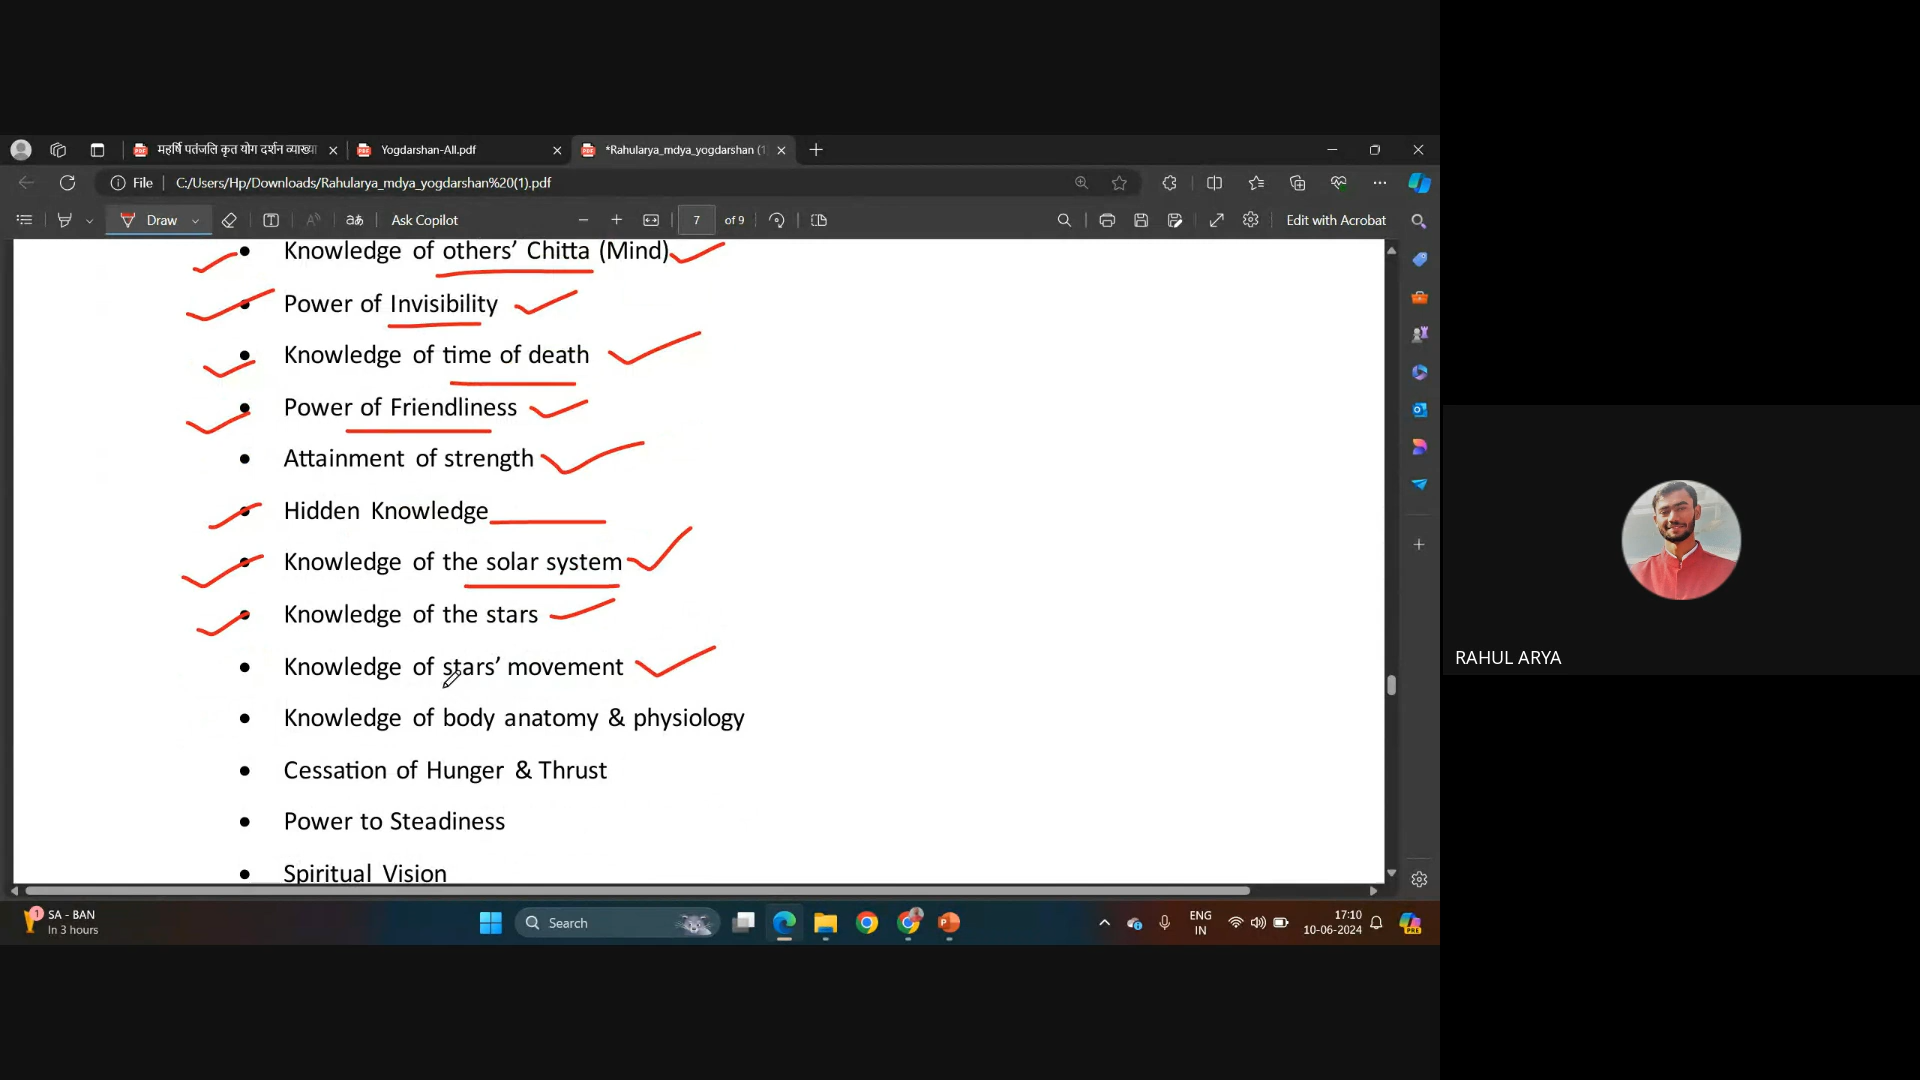 महर्षि पतंजलि कृत योग दर्शन व्याख्या
Yogdarshan-All.pdf
*Rahularya_mdya_yogdarshan (1
File
C:/Users/Hp/Downloads/Rahularya_mdya_yogdarshan%20(1).pdf
Draw
aあ
Ask Copilot
7 of 9
Edit with Acrobat
• Knowledge of others’ Chitta (Mind)
• Power of Invisibility
• Knowledge of time of death
• Power of Friendliness
• Attainment of strength
• Hidden Knowledge
• Knowledge of the solar system
• Knowledge of the stars
• Knowledge of stars’ movement
• Knowledge of body anatomy & physiology
• Cessation of Hunger & Thrust
• Power to Steadiness
• Spiritual Vision
RAHUL ARYA
1
SA - BAN
In 3 hours
Search
ENG
IN
17:10
10-06-2024
PRE